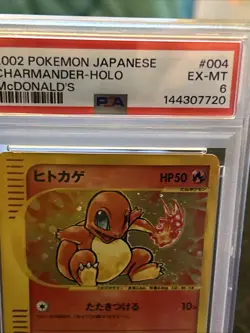 2002 POKEMON JAPANESE #004
CHARMANDER-HOLO EX-MT
McDONALD'S 6
PSA 144307720
ヒトカゲ HP50
たたきつける 10